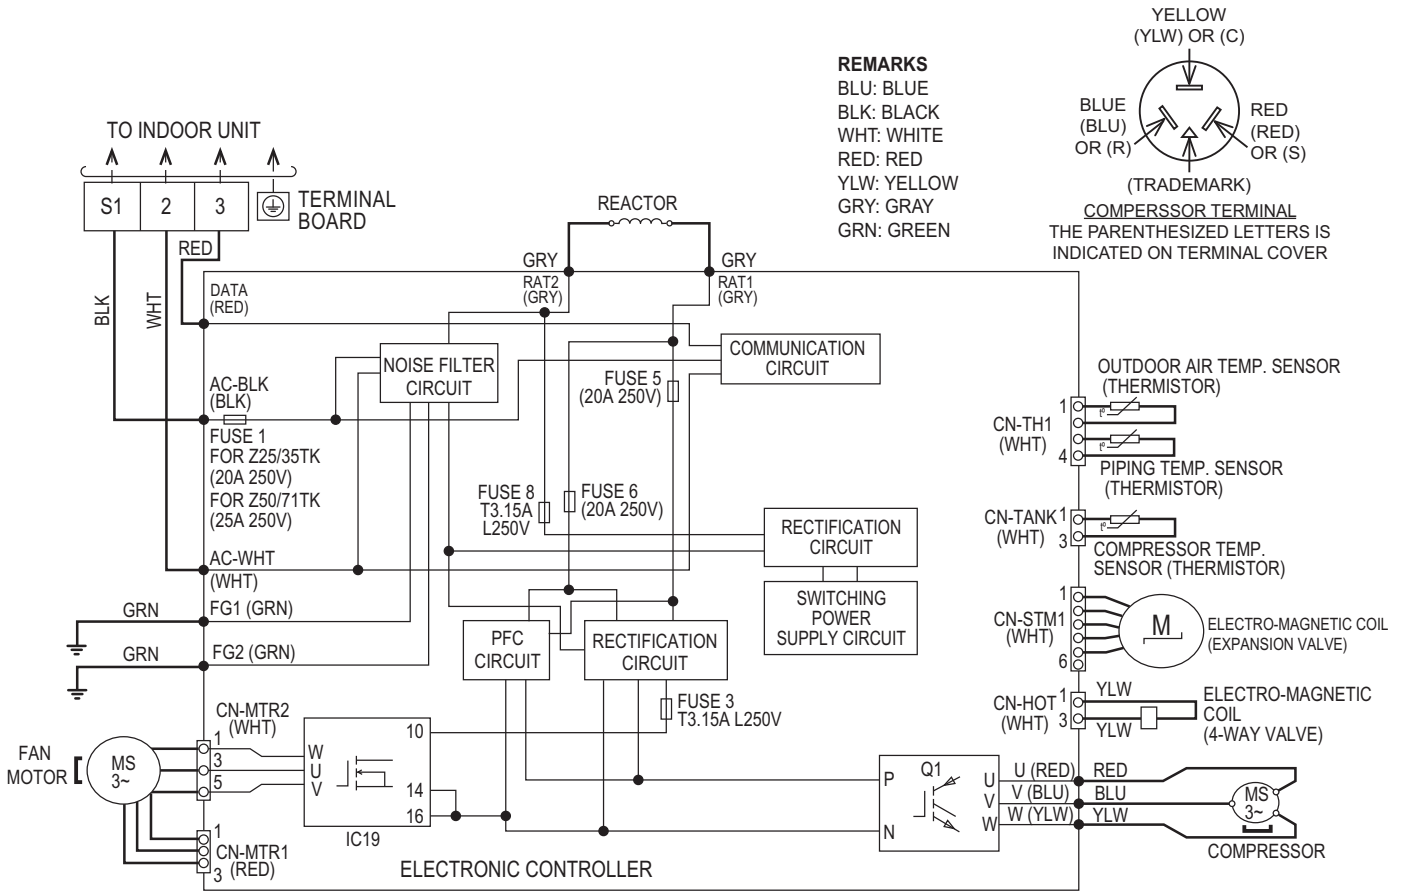 YELLOW
(YLW) OR (C)
BLUE
(BLU)
OR (R)
RED
(RED)
OR (S)
(TRADEMARK)
COMPERSSOR TERMINAL
THE PARENTHESIZED LETTERS IS
INDICATED ON TERMINAL COVER
REMARKS
BLU: BLUE
BLK: BLACK
WHT: WHITE
RED: RED
YLW: YELLOW
GRY: GRAY
GRN: GREEN
TO INDOOR UNIT
S1 2 3
TERMINAL
BOARD
RED
BLK
WHT
REACTOR
GRY
RAT2
(GRY)
GRY
RAT1
(GRY)
DATA
(RED)
NOISE FILTER
CIRCUIT
COMMUNICATION
CIRCUIT
AC-BLK
(BLK)
FUSE 1
FOR Z25/35TK
(20A 250V)
FOR Z50/71TK
(25A 250V)
FUSE 5
(20A 250V)
FUSE 8
T3.15A
L250V
FUSE 6
(20A 250V)
AC-WHT
(WHT)
RECTIFICATION
CIRCUIT
SWITCHING
POWER
SUPPLY CIRCUIT
GRN
FG1 (GRN)
GRN
FG2 (GRN)
PFC
CIRCUIT
RECTIFICATION
CIRCUIT
FUSE 3
T3.15A L250V
CN-TH1
(WHT)
1
4
OUTDOOR AIR TEMP. SENSOR
(THERMISTOR)
t°
t°
PIPING TEMP. SENSOR
(THERMISTOR)
CN-TANK
(WHT)
1
3
t°
COMPRESSOR TEMP.
SENSOR (THERMISTOR)
CN-STM1
(WHT)
1
6
M
ELECTRO-MAGNETIC COIL
(EXPANSION VALVE)
CN-HOT
(WHT)
1
3
YLW
YLW
ELECTRO-MAGNETIC
COIL
(4-WAY VALVE)
FAN
MOTOR
MS
3~
CN-MTR2
(WHT)
1
3
5
CN-MTR1
(RED)
1
3
W
U
V
10
14
16
IC19
P
N
Q1
U
V
W
U (RED)
V (BLU)
W (YLW)
RED
BLU
YLW
MS
3~
COMPRESSOR
ELECTRONIC CONTROLLER